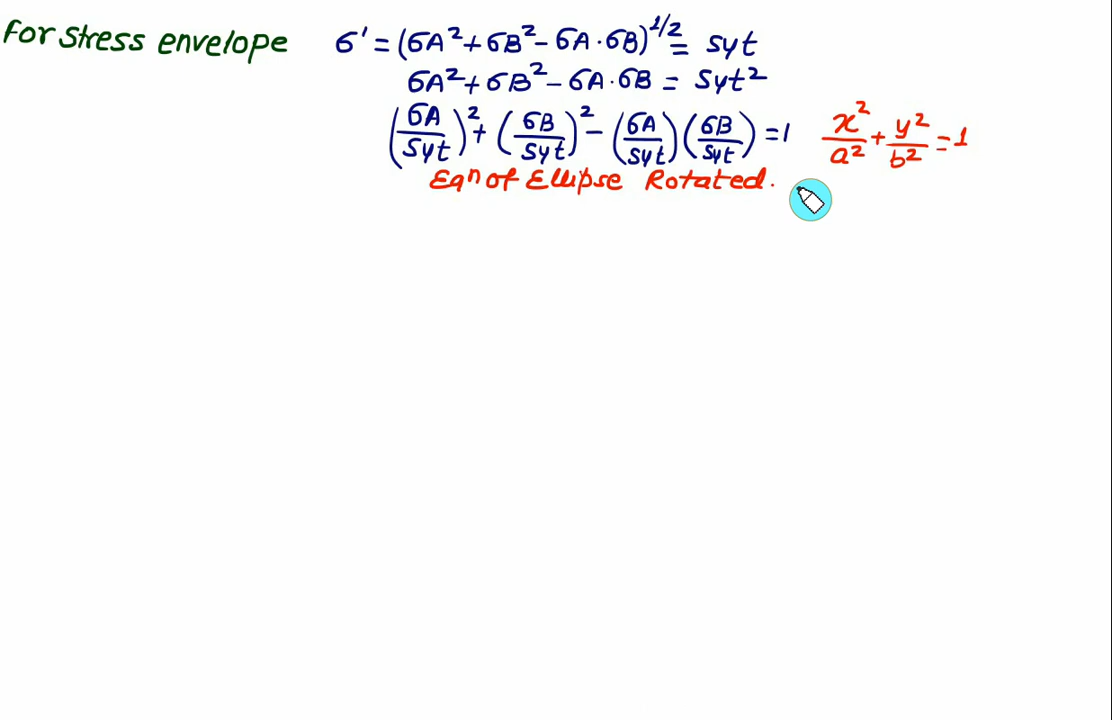 For stress envelope σ' = (σA² + σB² - σA·σB)^1/2 = Syt
σA² + σB² - σA·σB = Syt²
(σA/Syt)² + (σB/Syt)² - (σA/Syt)(σB/Syt) = 1 x²/a² + y²/b² = 1
Eqn of Ellipse Rotated.